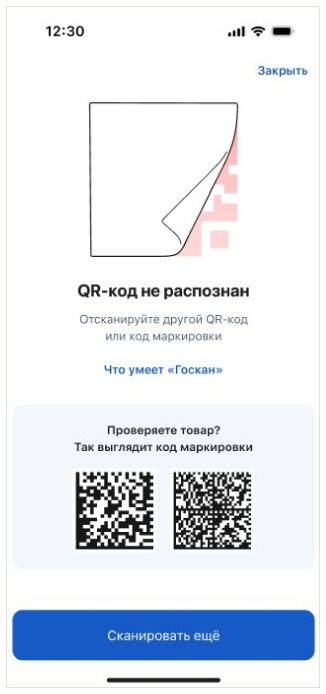 12:30
Закрыть
QR-код не распознан
Отсканируйте другой QR-код
или код маркировки
Что умеет «Госкан»
Проверяете товар?
Так выглядит код маркировки
Сканировать ещё